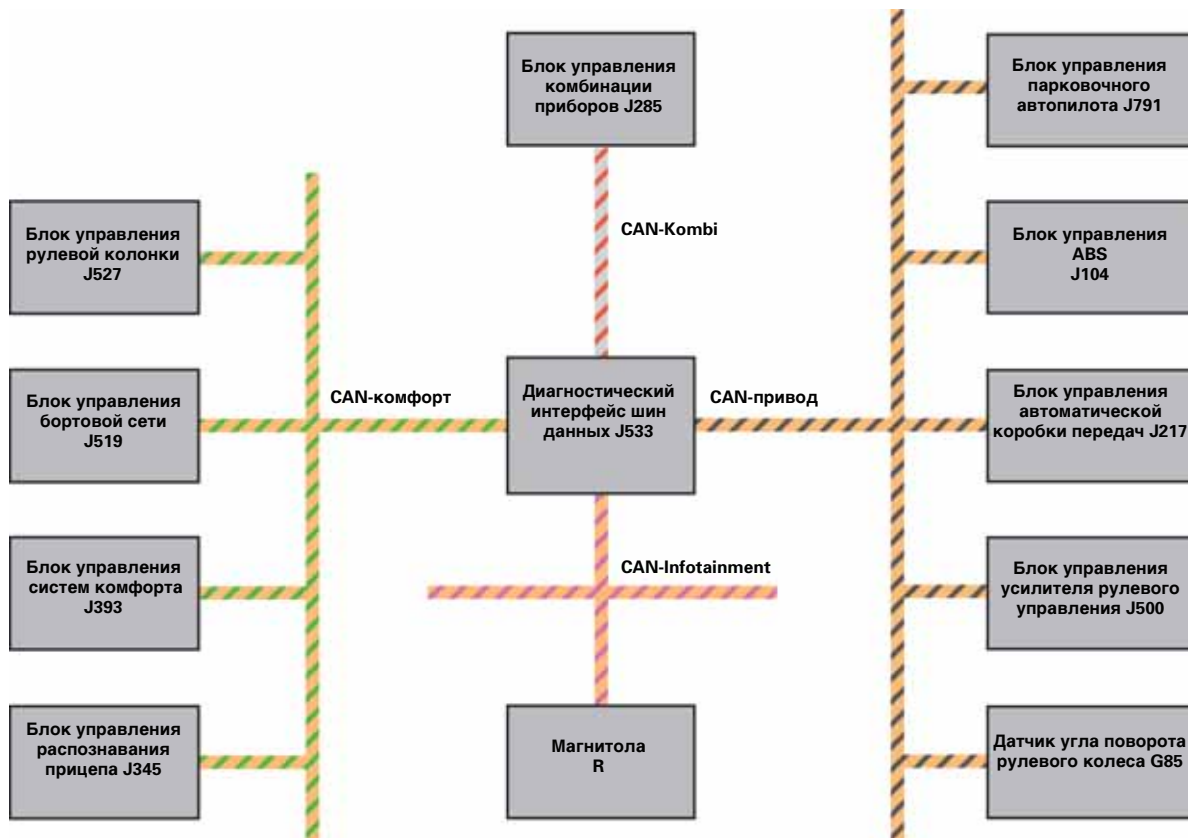 Блок управления
комбинации
приборов J285
Блок управления
парковочного
автопилота J791
CAN-Kombi
Блок управления
рулевой колонки
J527
Блок управления
ABS
J104
CAN-комфорт
Диагностический
интерфейс шин
данных J533
CAN-привод
Блок управления
бортовой сети
J519
Блок управления
автоматической
коробки передач J217
Блок управления
систем комфорта
J393
CAN-Infotainment
Блок управления
усилителя рулевого
управления J500
Блок управления
распознавания
прицепа J345
Магнитола
R
Датчик угла поворота
рулевого колеса G85